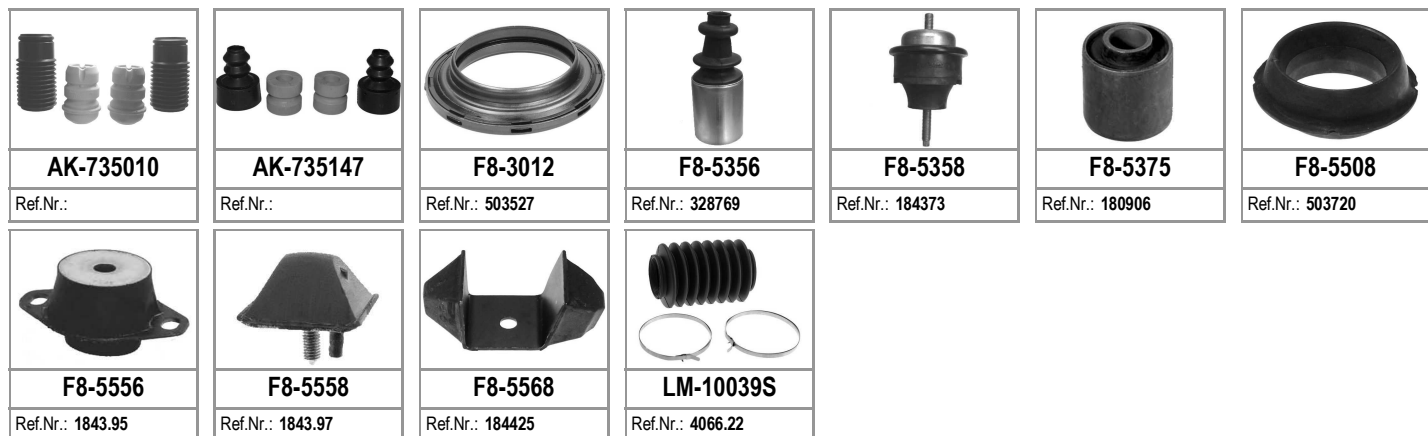 AK-735010
Ref.Nr.:
AK-735147
Ref.Nr.:
F8-3012
Ref.Nr.: 503527
F8-5356
Ref.Nr.: 328769
F8-5358
Ref.Nr.: 184373
F8-5375
Ref.Nr.: 180906
F8-5508
Ref.Nr.: 503720
F8-5556
Ref.Nr.: 1843.95
F8-5558
Ref.Nr.: 1843.97
F8-5568
Ref.Nr.: 184425
LM-10039S
Ref.Nr.: 4066.22